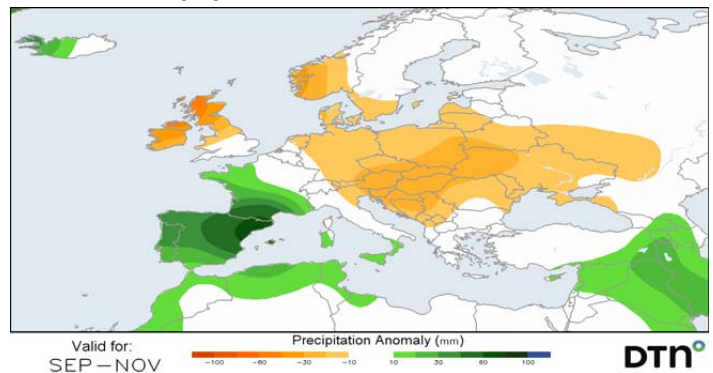 Valid for:
SEP-NOV
Precipitation Anomaly (mm)
-100 -60 -30 -10 10 30 60 100
DTN